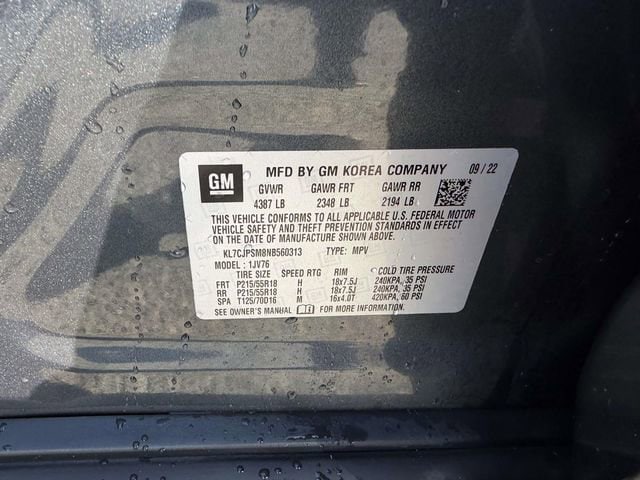 GM MFD BY GM KOREA COMPANY 09/22
GVWR GAWR FRT GAWR RR
4387 LB 2348 LB 2194 LB
THIS VEHICLE CONFORMS TO ALL APPLICABLE U.S. FEDERAL MOTOR
VEHICLE SAFETY AND THEFT PREVENTION STANDARDS IN EFFECT
ON THE DATE OF MANUFACTURE SHOWN ABOVE.
KL7CJPSM8NB560313 TYPE: MPV
MODEL: 1JV76
TIRE SIZE SPEED RTG RIM COLD TIRE PRESSURE
FRT P215/55R18 H 18x7.5J 240KPA, 35 PSI
RR P215/55R18 H 18x7.5J 240KPA, 35 PSI
SPA T125/70D16 M 16x4.0T 420KPA, 60 PSI
SEE OWNER'S MANUAL FOR MORE INFORMATION.